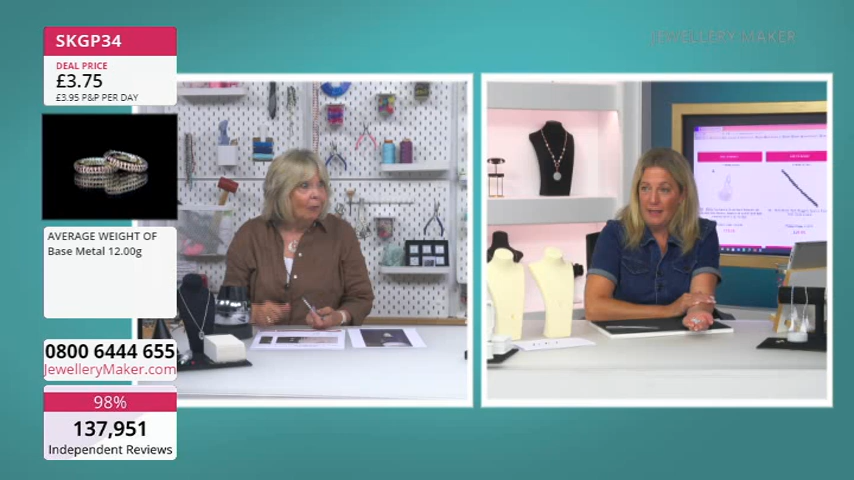 SKGP34
DEAL PRICE
£3.75
£3.95 P&P PER DAY
AVERAGE WEIGHT OF
Base Metal 12.00g
0800 6444 655
JewelleryMaker.com
98%
137,951
Independent Reviews
JEWELLERY MAKER